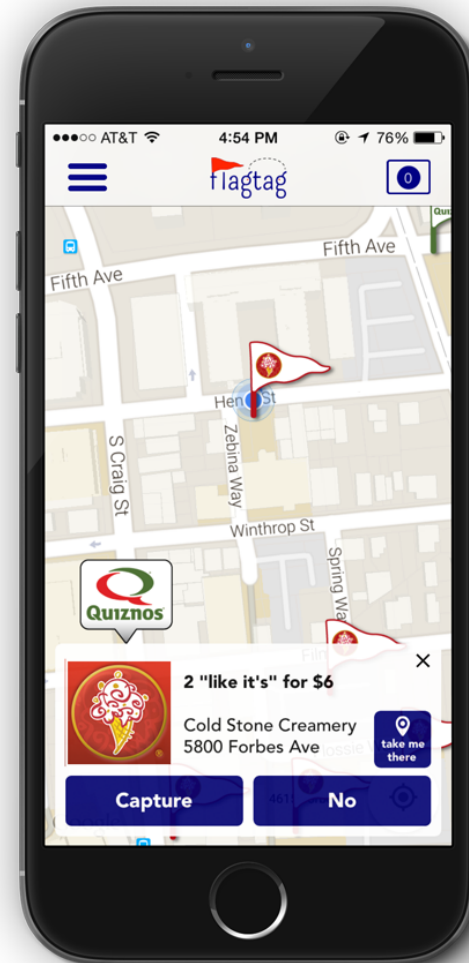 AT&T 4:54 PM 76%
flagtag
0
Fifth Ave
Fifth Ave
S Craig St
Zebina Way
Winthrop St
QUIZNOS
2 "like it's" for $6
Cold Stone Creamery
5800 Forbes Ave
take me
there
Capture
No